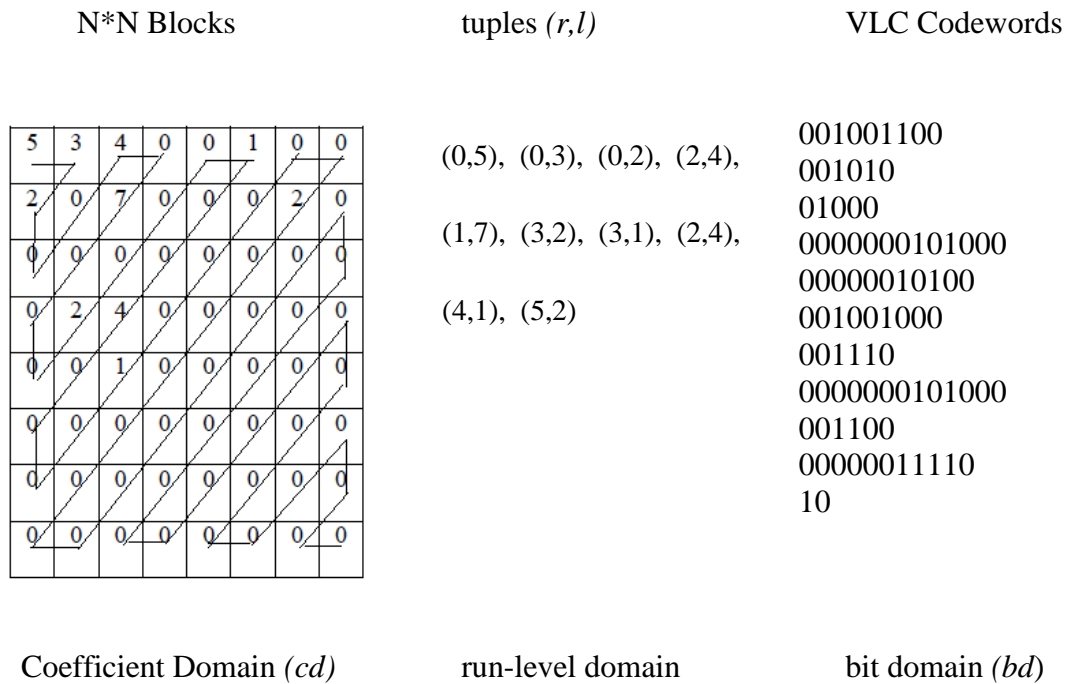 N*N Blocks tuples (r,l) VLC Codewords
5 3 4 0 0 1 0 0
2 0 7 0 0 0 2 0
0 0 0 0 0 0 0 0
0 2 4 0 0 0 0 0
0 0 1 0 0 0 0 0
0 0 0 0 0 0 0 0
0 0 0 0 0 0 0 0
0 0 0 0 0 0 0 0
(0,5), (0,3), (0,2), (2,4),
(1,7), (3,2), (3,1), (2,4),
(4,1), (5,2)
001001100
001010
01000
0000000101000
00000010100
001001000
001110
0000000101000
001100
00000011110
10
Coefficient Domain (cd) run-level domain bit domain (bd)